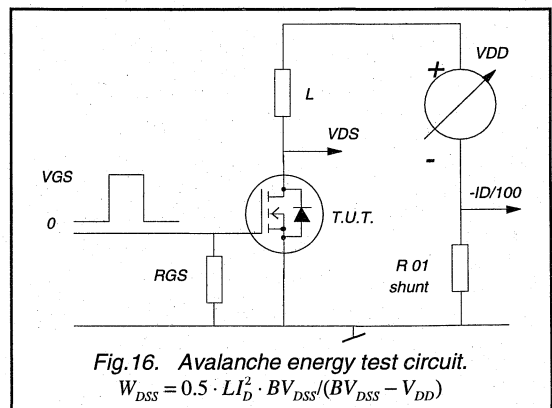 VDD
+
L
VDS
-
VGS
-ID/100
0
T.U.T.
RGS
R 01
shunt
Fig.16. Avalanche energy test circuit.
W_DSS = 0.5 · LI_D^2 · BV_DSS/(BV_DSS − V_DD)